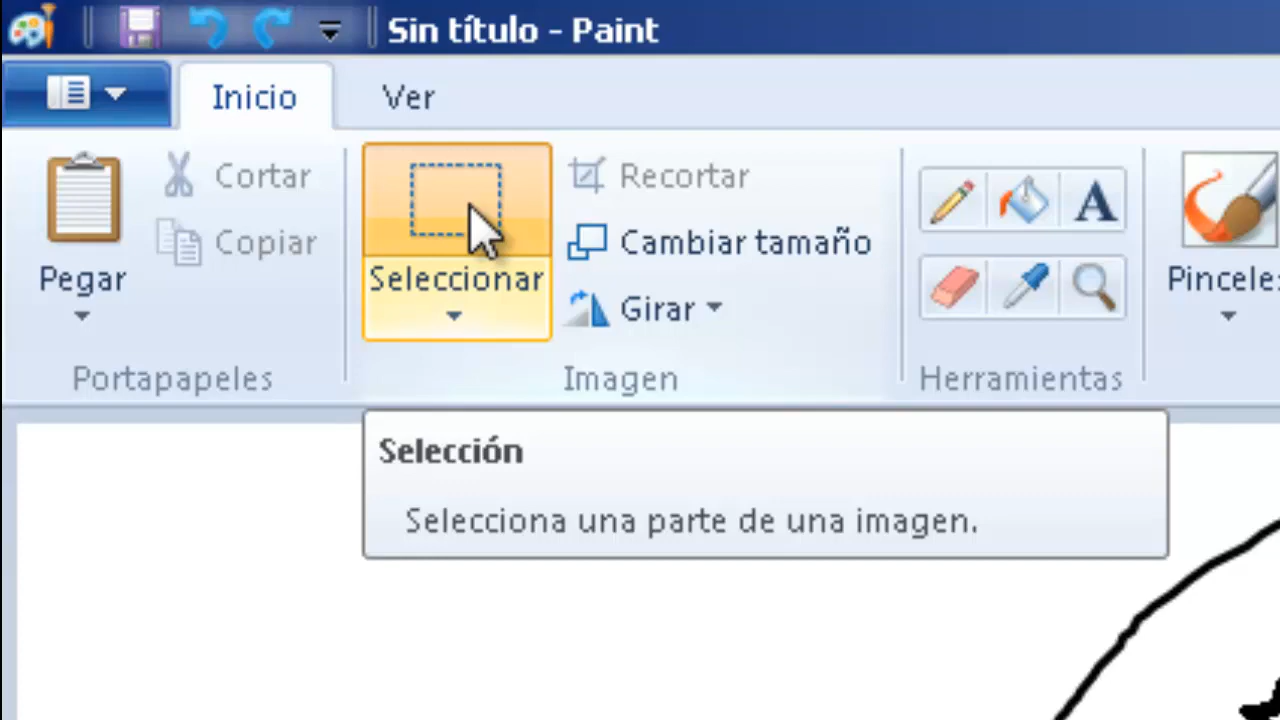 Sin título - Paint
Inicio Ver
Cortar
Copiar
Pegar
Portapapeles
Seleccionar
Recortar
Cambiar tamaño
Girar
Imagen
A
Herramientas
Pinceles
Selección
Selecciona una parte de una imagen.